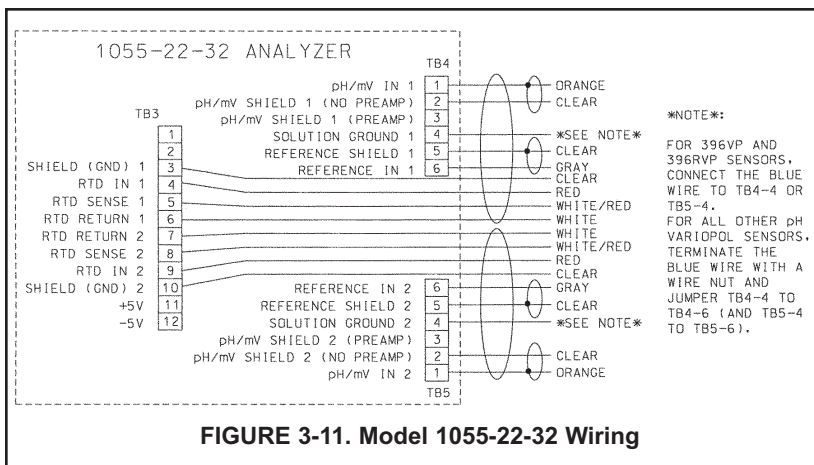 1055-22-32 ANALYZER
TB4
pH/mV IN 1 1 ORANGE
pH/mV SHIELD 1 (NO PREAMP) 2 CLEAR
pH/mV SHIELD 1 (PREAMP) 3
SOLUTION GROUND 1 4 *SEE NOTE*
REFERENCE SHIELD 1 5 CLEAR
REFERENCE IN 1 6 GRAY
TB3
1
2
SHIELD (GND) 1 3 CLEAR
RTD IN 1 4 RED
RTD SENSE 1 5 WHITE/RED
RTD RETURN 1 6 WHITE
RTD RETURN 2 7 WHITE
RTD SENSE 2 8 WHITE/RED
RTD IN 2 9 RED
SHIELD (GND) 2 10 CLEAR
+5V 11
-5V 12
REFERENCE IN 2 6 GRAY
REFERENCE SHIELD 2 5 CLEAR
SOLUTION GROUND 2 4 *SEE NOTE*
pH/mV SHIELD 2 (PREAMP) 3
pH/mV SHIELD 2 (NO PREAMP) 2 CLEAR
pH/mV IN 2 1 ORANGE
TB5
*NOTE*:
FOR 396VP AND
396RVP SENSORS,
CONNECT THE BLUE
WIRE TO TB4-4 OR
TB5-4.
FOR ALL OTHER pH
VARIOPOL SENSORS,
TERMINATE THE
BLUE WIRE WITH A
WIRE NUT AND
JUMPER TB4-4 TO
TB4-6 (AND TB5-4
TO TB5-6).
FIGURE 3-11. Model 1055-22-32 Wiring